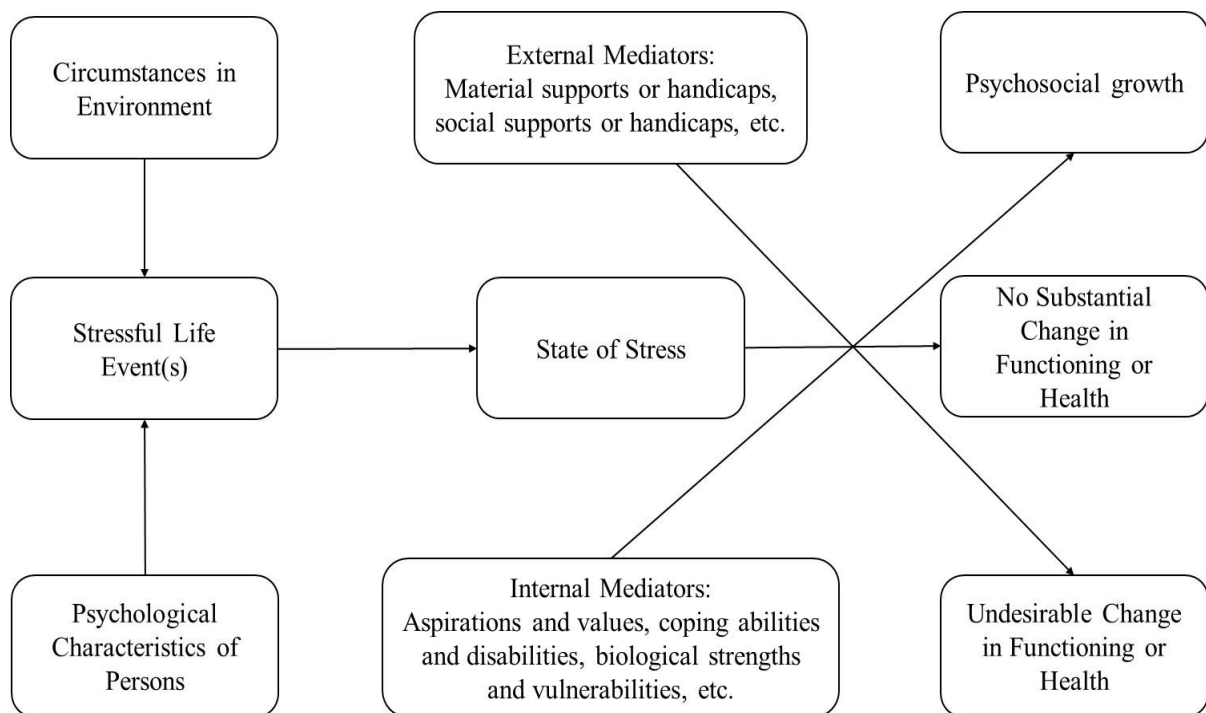 Circumstances in
Environment
External Mediators:
Material supports or handicaps,
social supports or handicaps, etc.
Psychosocial growth
Stressful Life
Event(s)
State of Stress
No Substantial
Change in
Functioning or
Health
Psychological
Characteristics of
Persons
Internal Mediators:
Aspirations and values, coping abilities
and disabilities, biological strengths
and vulnerabilities, etc.
Undesirable Change
in Functioning or
Health